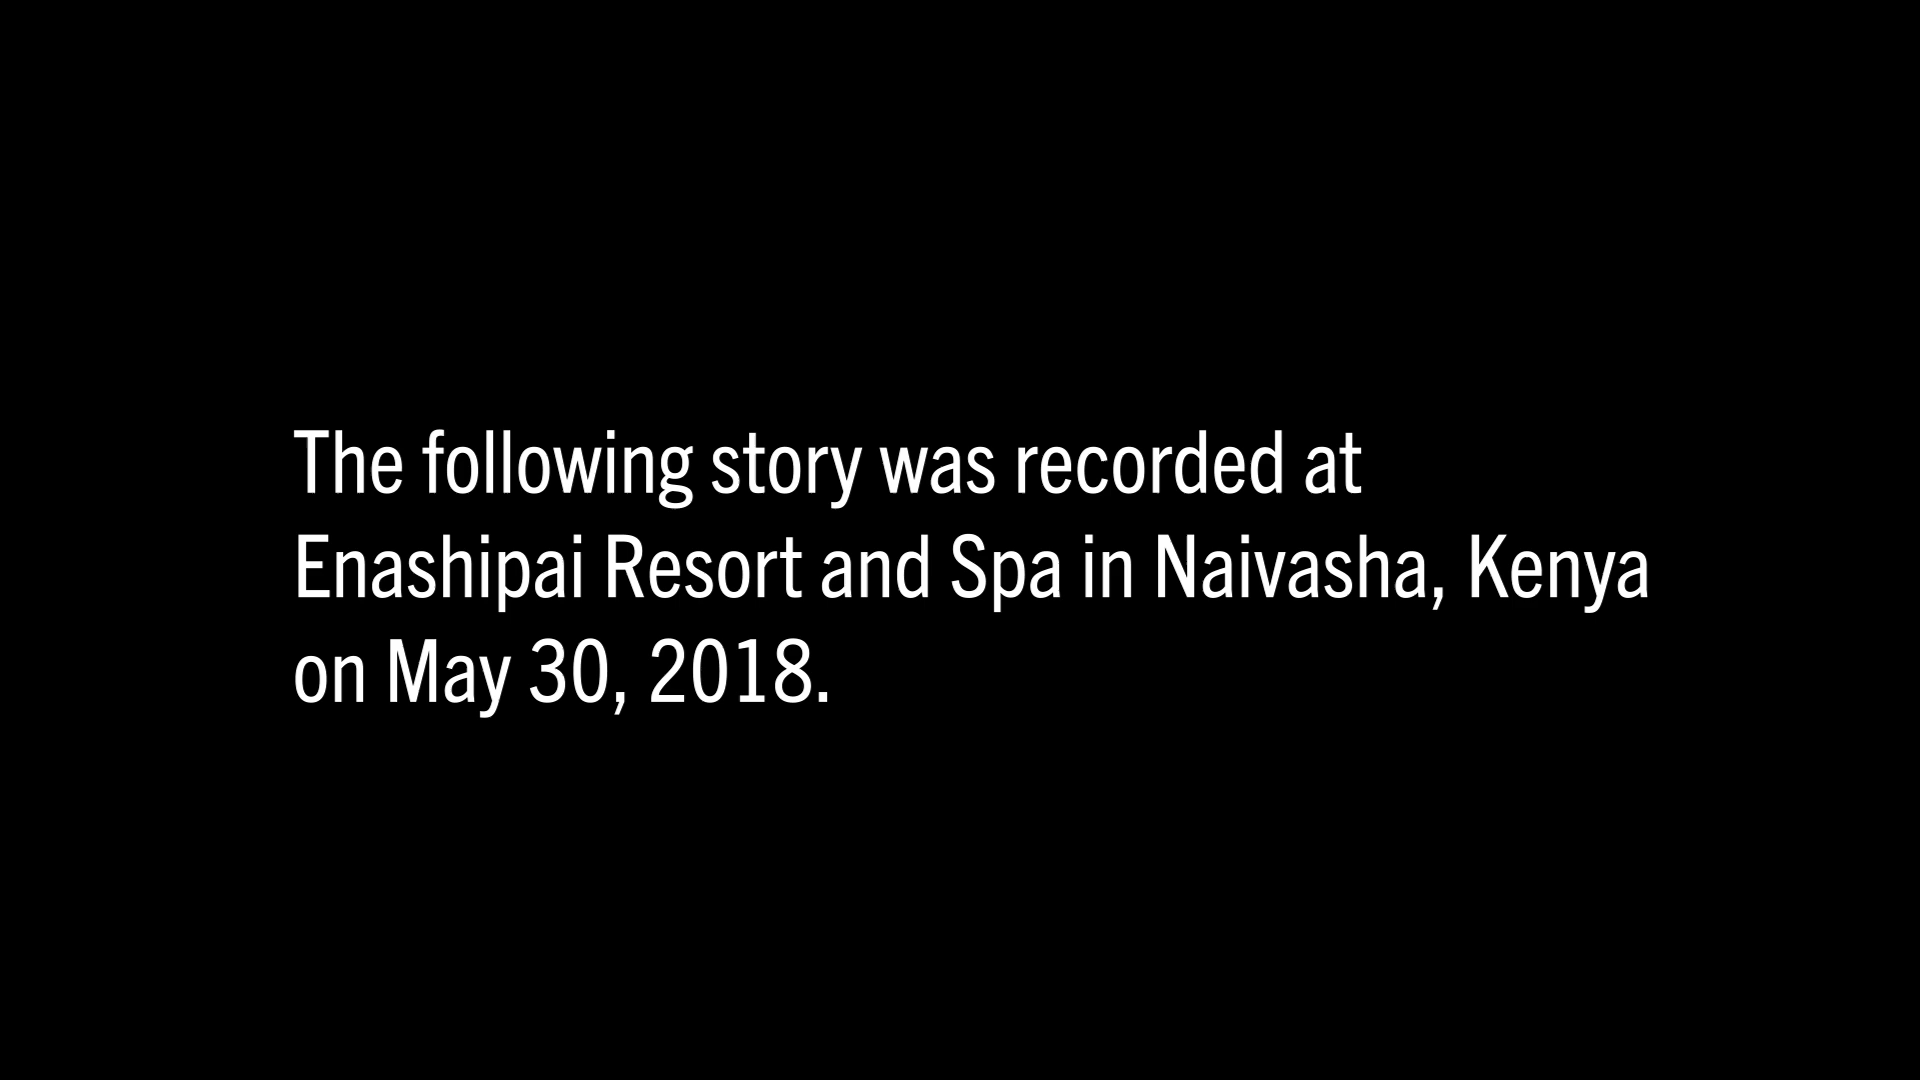 The following story was recorded at
Enashipai Resort and Spa in Naivasha, Kenya
on May 30, 2018.